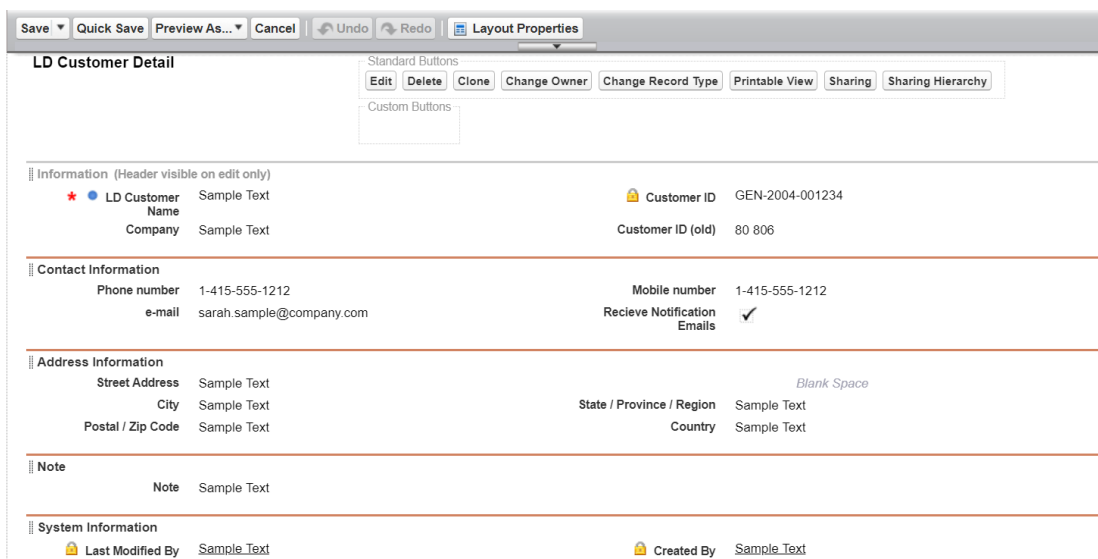 Save Quick Save Preview As... Cancel Undo Redo Layout Properties
LD Customer Detail
Standard Buttons
Edit Delete Clone Change Owner Change Record Type Printable View Sharing Sharing Hierarchy
Custom Buttons
Information (Header visible on edit only)
* LD Customer Name Sample Text Customer ID GEN-2004-001234
Company Sample Text Customer ID (old) 80 806
Contact Information
Phone number 1-415-555-1212 Mobile number 1-415-555-1212
e-mail sarah.sample@company.com Recieve Notification Emails
Address Information
Street Address Sample Text Blank Space
City Sample Text State / Province / Region Sample Text
Postal / Zip Code Sample Text Country Sample Text
Note
Note Sample Text
System Information
Last Modified By Sample Text Created By Sample Text